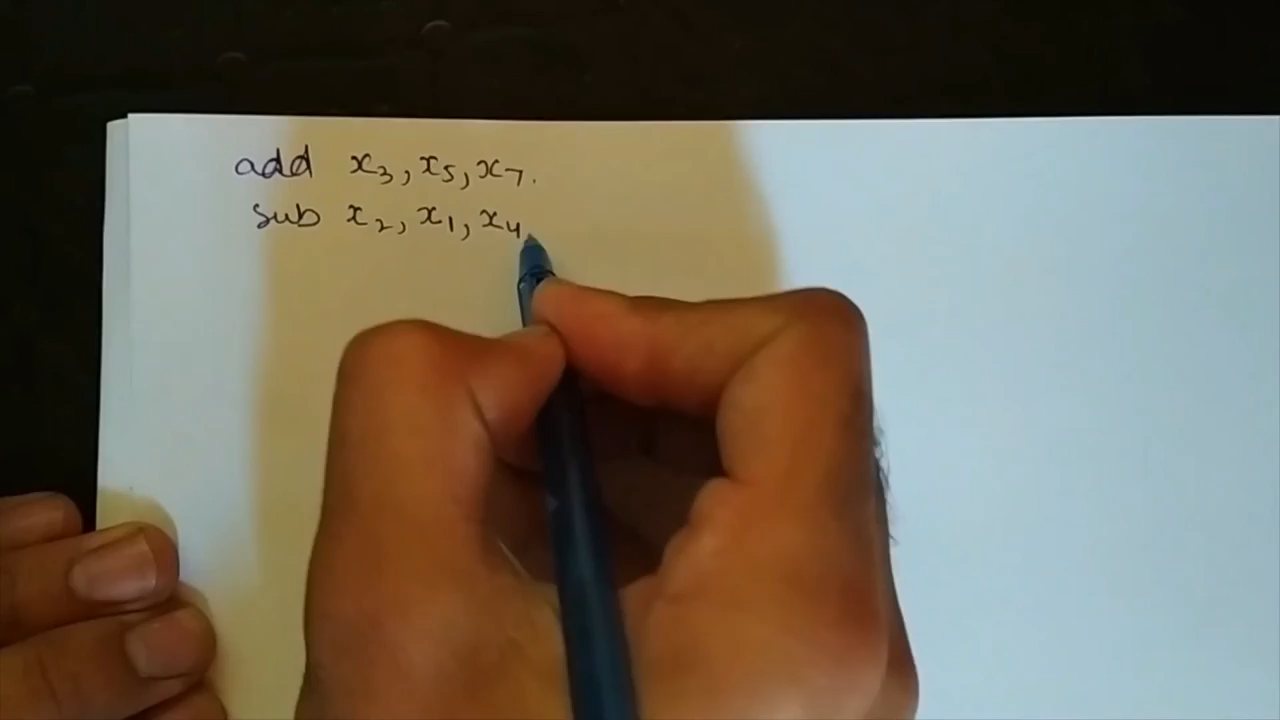 add x3, x5, x7.
sub x2, x1, x4